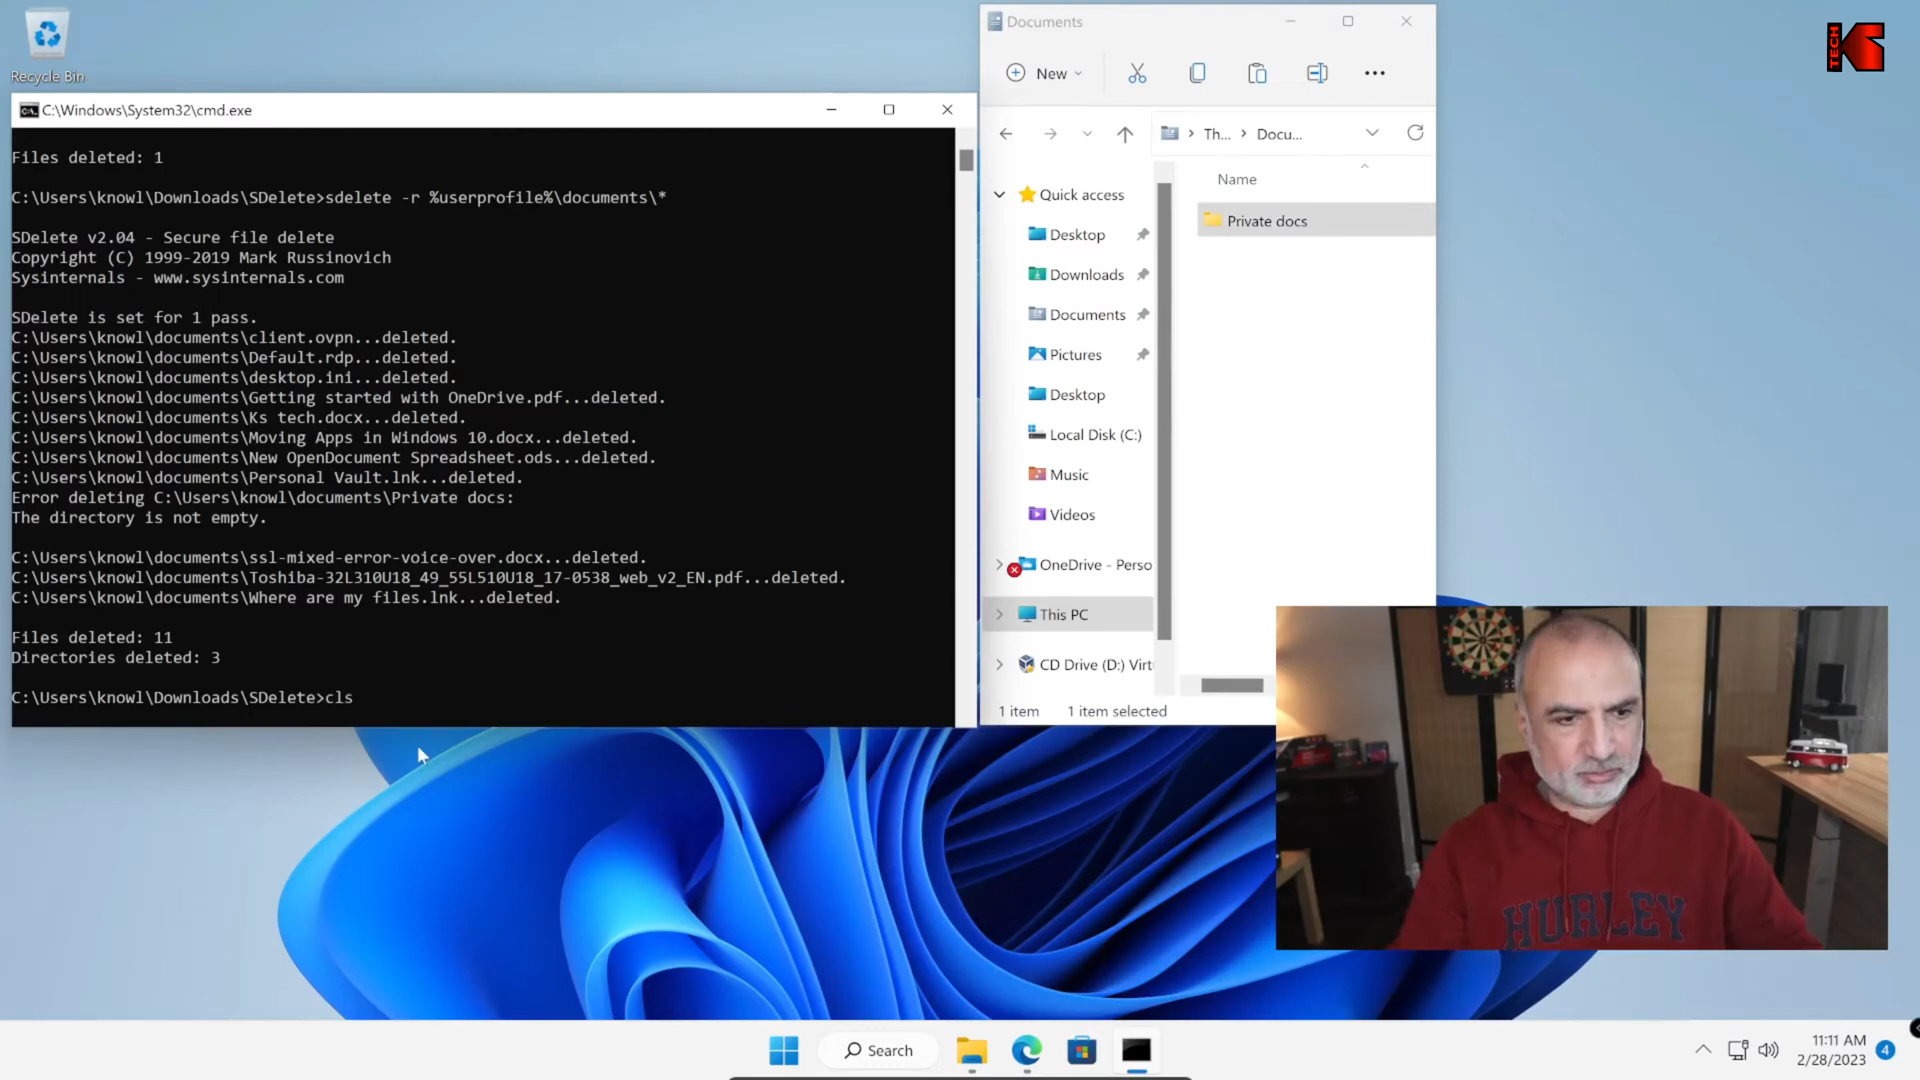 Recycle Bin
C:\Windows\System32\cmd.exe
Files deleted: 1
C:\Users\knowl\Downloads\SDelete>sdelete -r %userprofile%\documents\*
SDelete v2.04 - Secure file delete
Copyright (C) 1999-2019 Mark Russinovich
Sysinternals - www.sysinternals.com
SDelete is set for 1 pass.
C:\Users\knowl\documents\client.ovpn...deleted.
C:\Users\knowl\documents\Default.rdp...deleted.
C:\Users\knowl\documents\desktop.ini...deleted.
C:\Users\knowl\documents\Getting started with OneDrive.pdf...deleted.
C:\Users\knowl\documents\Ks tech.docx...deleted.
C:\Users\knowl\documents\Moving Apps in Windows 10.docx...deleted.
C:\Users\knowl\documents\New OpenDocument Spreadsheet.ods...deleted.
C:\Users\knowl\documents\Personal Vault.lnk...deleted.
Error deleting C:\Users\knowl\documents\Private docs:
The directory is not empty.
C:\Users\knowl\documents\ssl-mixed-error-voice-over.docx...deleted.
C:\Users\knowl\documents\Toshiba-32L310U18_49_55L510U18_17-0538_web_v2_EN.pdf...deleted.
C:\Users\knowl\documents\Where are my files.lnk...deleted.
Files deleted: 11
Directories deleted: 3
C:\Users\knowl\Downloads\SDelete>cls
Documents
New
Th... > Docu...
Name
Private docs
Quick access
Desktop
Downloads
Documents
Pictures
Desktop
Local Disk (C:)
Music
Videos
OneDrive - Perso
This PC
CD Drive (D:) Virt
1 item 1 item selected
TECH KS
HURLEY
Search
11:11 AM
2/28/2023
4